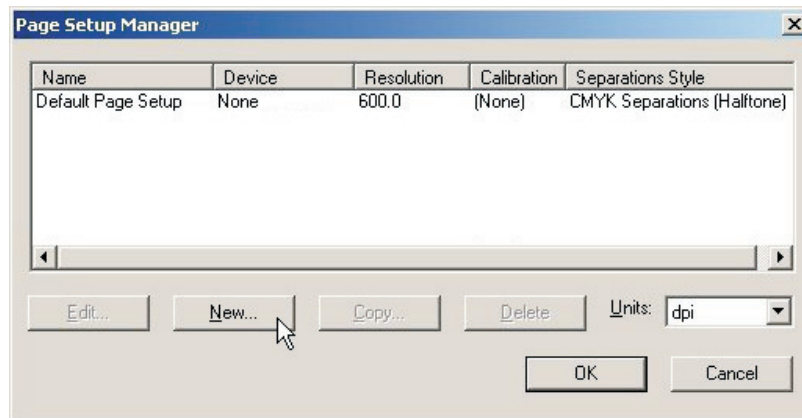 Page Setup Manager
Name Device Resolution Calibration Separations Style
Default Page Setup None 600.0 (None) CMYK Separations (Halftone)
Edit... New... Copy... Delete Units: dpi
OK Cancel